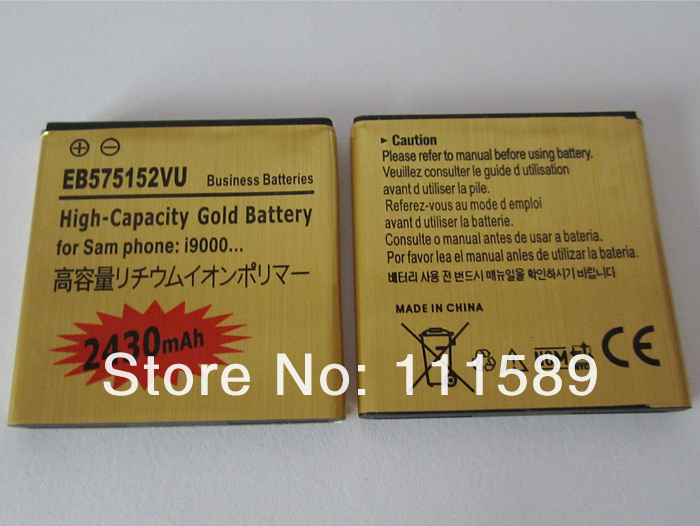 EB575152VU Business Batteries
High-Capacity Gold Battery
for Sam phone: i9000...
高容量リチウムイオンポリマー
2430mAh
Caution
Please refer to manual before using battery.
Veuillez consulter le guide d utilisation
avant d utiliser la pile.
Referez-vous au mode d emploi
avant d utiliser la batterie.
Consulte o manual antes de usar a bateria.
Por favor lea el manual antes de utilizar la bateria.
배터리 사용 전 반드시 매뉴얼을 확인하시기 바랍니다.
MADE IN CHINA
CE
Store No: 111589